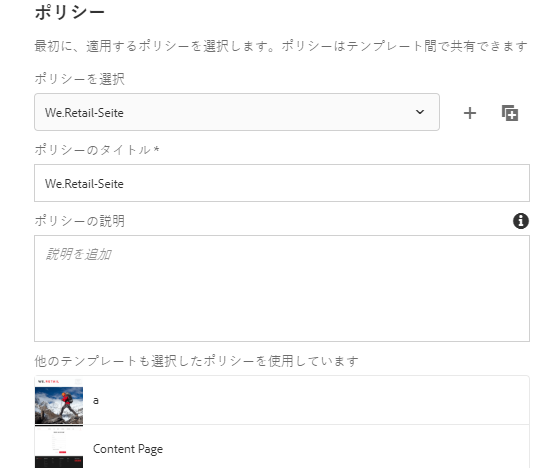 ポリシー
最初に、適用するポリシーを選択します。ポリシーはテンプレート間で共有できます
ポリシーを選択
We.Retail-Seite
ポリシーのタイトル *
We.Retail-Seite
ポリシーの説明
説明を追加
他のテンプレートも選択したポリシーを使用しています
WE.RETAIL
a
Content Page